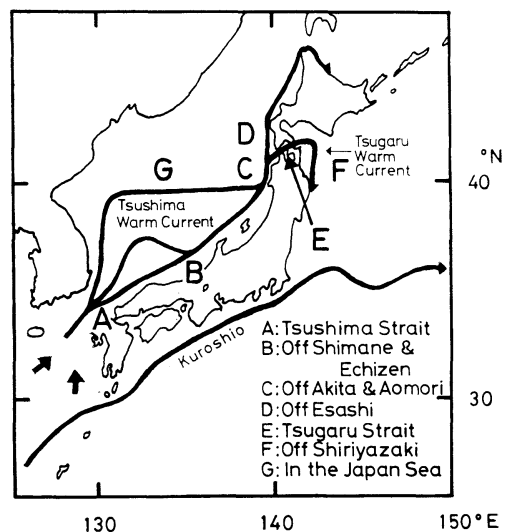 D
C
G
F
Tsugaru
Warm
Current
°N
40
Tsushima
Warm Current
E
B
A
Kuroshio
A:Tsushima Strait
B:Off Shimane &
Echizen
C:Off Akita & Aomori
D:Off Esashi
E:Tsugaru Strait
F:Off Shiriyazaki
G:In the Japan Sea
30
130
140
150°E